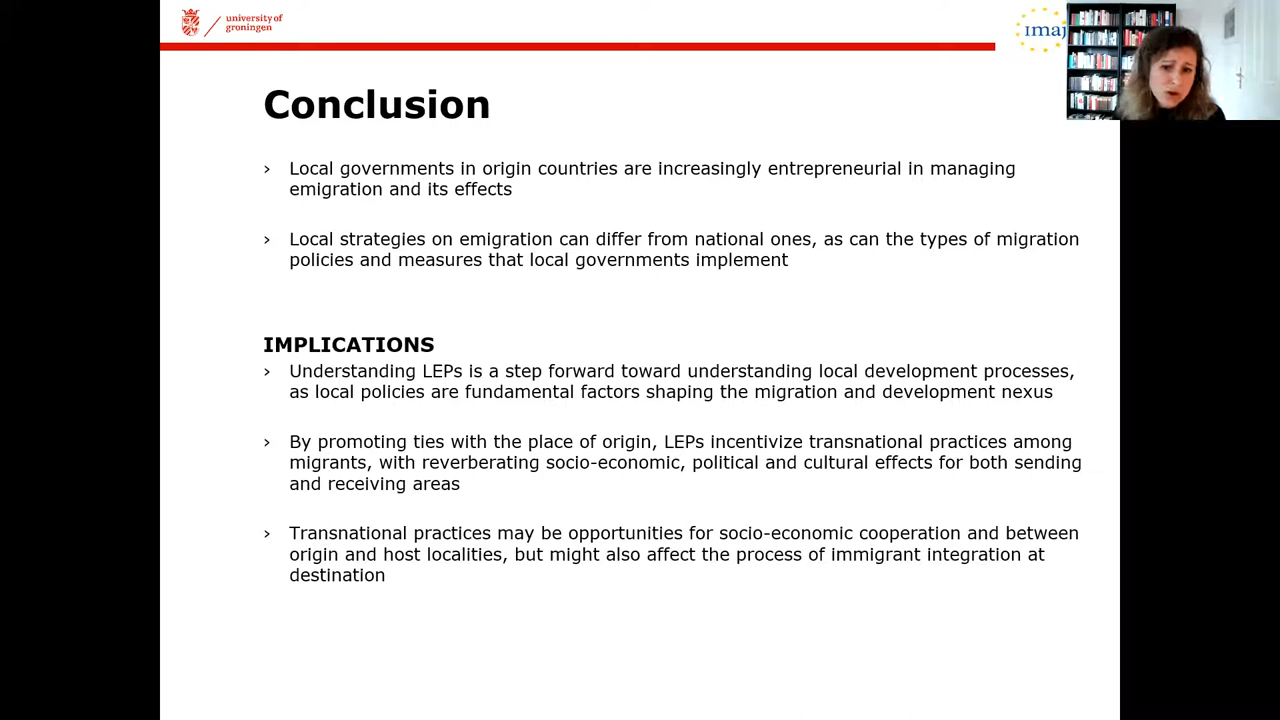 university of
groningen
imaj
Conclusion
› Local governments in origin countries are increasingly entrepreneurial in managing
emigration and its effects
› Local strategies on emigration can differ from national ones, as can the types of migration
policies and measures that local governments implement
IMPLICATIONS
› Understanding LEPs is a step forward toward understanding local development processes,
as local policies are fundamental factors shaping the migration and development nexus
› By promoting ties with the place of origin, LEPs incentivize transnational practices among
migrants, with reverberating socio-economic, political and cultural effects for both sending
and receiving areas
› Transnational practices may be opportunities for socio-economic cooperation and between
origin and host localities, but might also affect the process of immigrant integration at
destination